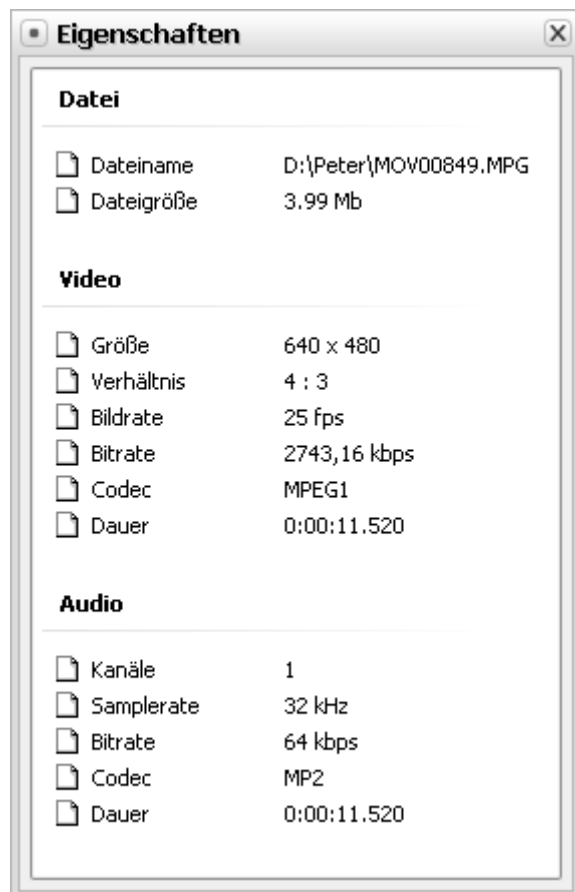 Eigenschaften
Datei
Dateiname D:\Peter\MOV00849.MPG
Dateigröße 3.99 Mb
Video
Größe 640 x 480
Verhältnis 4 : 3
Bildrate 25 fps
Bitrate 2743,16 kbps
Codec MPEG1
Dauer 0:00:11.520
Audio
Kanäle 1
Samplerate 32 kHz
Bitrate 64 kbps
Codec MP2
Dauer 0:00:11.520